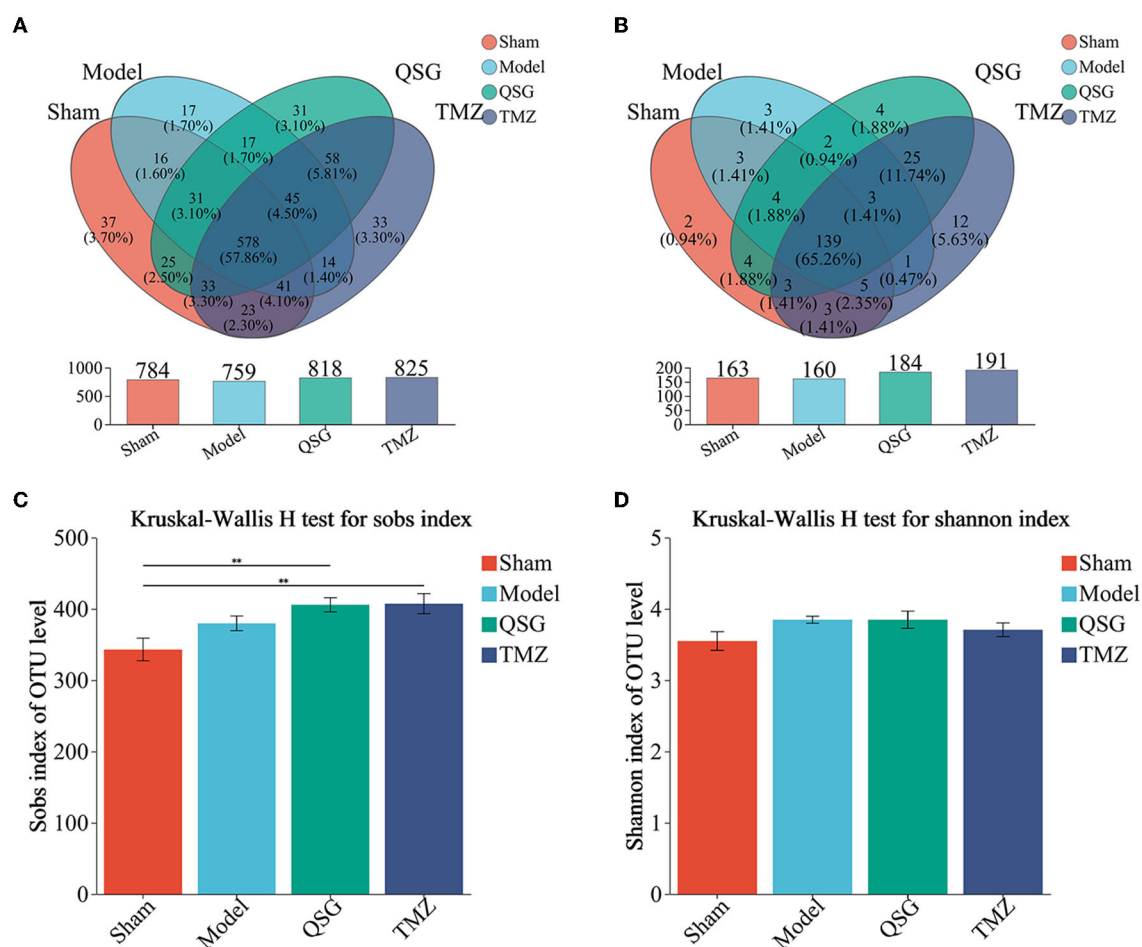 A
Model
QSG
Sham
TMZ
Sham
Model
QSG
TMZ
17
(1.70%)
31
(3.10%)
17
(1.70%)
16
(1.60%)
58
(5.81%)
31
(3.10%)
45
(4.50%)
37
(3.70%)
33
(3.30%)
578
(57.86%)
25
(2.50%)
14
(1.40%)
33
(3.30%)
41
(4.10%)
23
(2.30%)
1000
500
0
784
759
818
825
Sham
Model
QSG
TMZ
B
Model
QSG
Sham
TMZ
Sham
Model
QSG
TMZ
3
(1.41%)
4
(1.88%)
2
(0.94%)
3
(1.41%)
25
(11.74%)
4
(1.88%)
3
(1.41%)
2
(0.94%)
12
(5.63%)
139
(65.26%)
4
(1.88%)
1
(0.47%)
3
(1.41%)
5
(2.35%)
3
(1.41%)
200
150
100
50
0
163
160
184
191
Sham
Model
QSG
TMZ
C
Kruskal-Wallis H test for sobs index
Sobs index of OTU level
500
400
300
200
100
0
**
**
Sham
Model
QSG
TMZ
Sham
Model
QSG
TMZ
D
Kruskal-Wallis H test for shannon index
Shannon index of OTU level
5
4
3
2
1
0
Sham
Model
QSG
TMZ
Sham
Model
QSG
TMZ